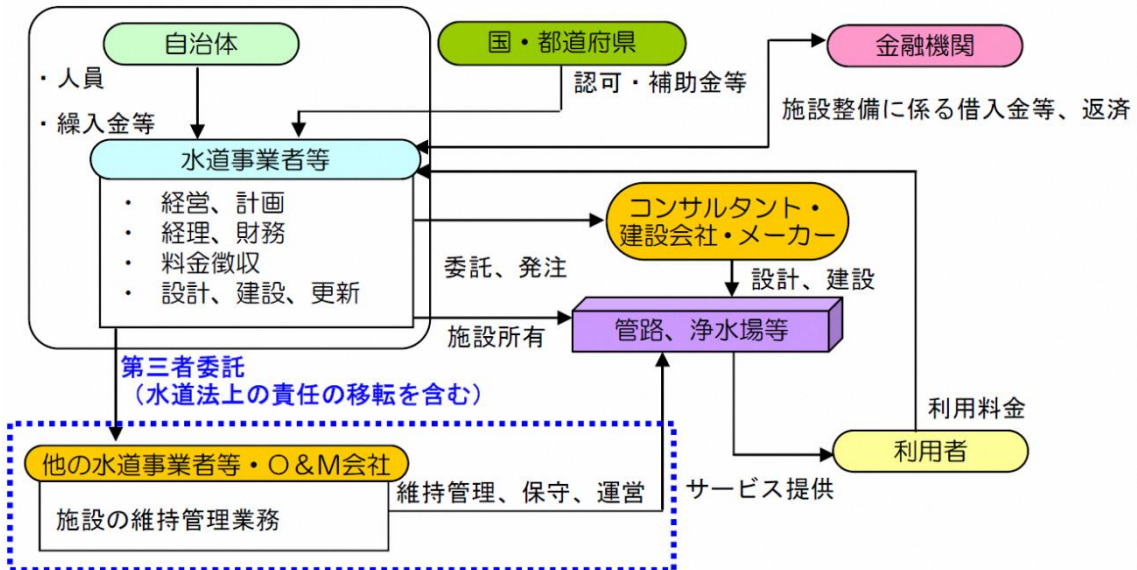 自治体
国・都道府県
金融機関
・人員
・繰入金等
認可・補助金等
施設整備に係る借入金等、返済
水道事業者等
・ 経営、計画
・ 経理、財務
・ 料金徴収
・ 設計、建設、更新
コンサルタント・
建設会社・メーカー
委託、発注
設計、建設
施設所有
管路、浄水場等
第三者委託
（水道法上の責任の移転を含む）
利用料金
利用者
他の水道事業者等・O＆M会社
維持管理、保守、運営
サービス提供
施設の維持管理業務